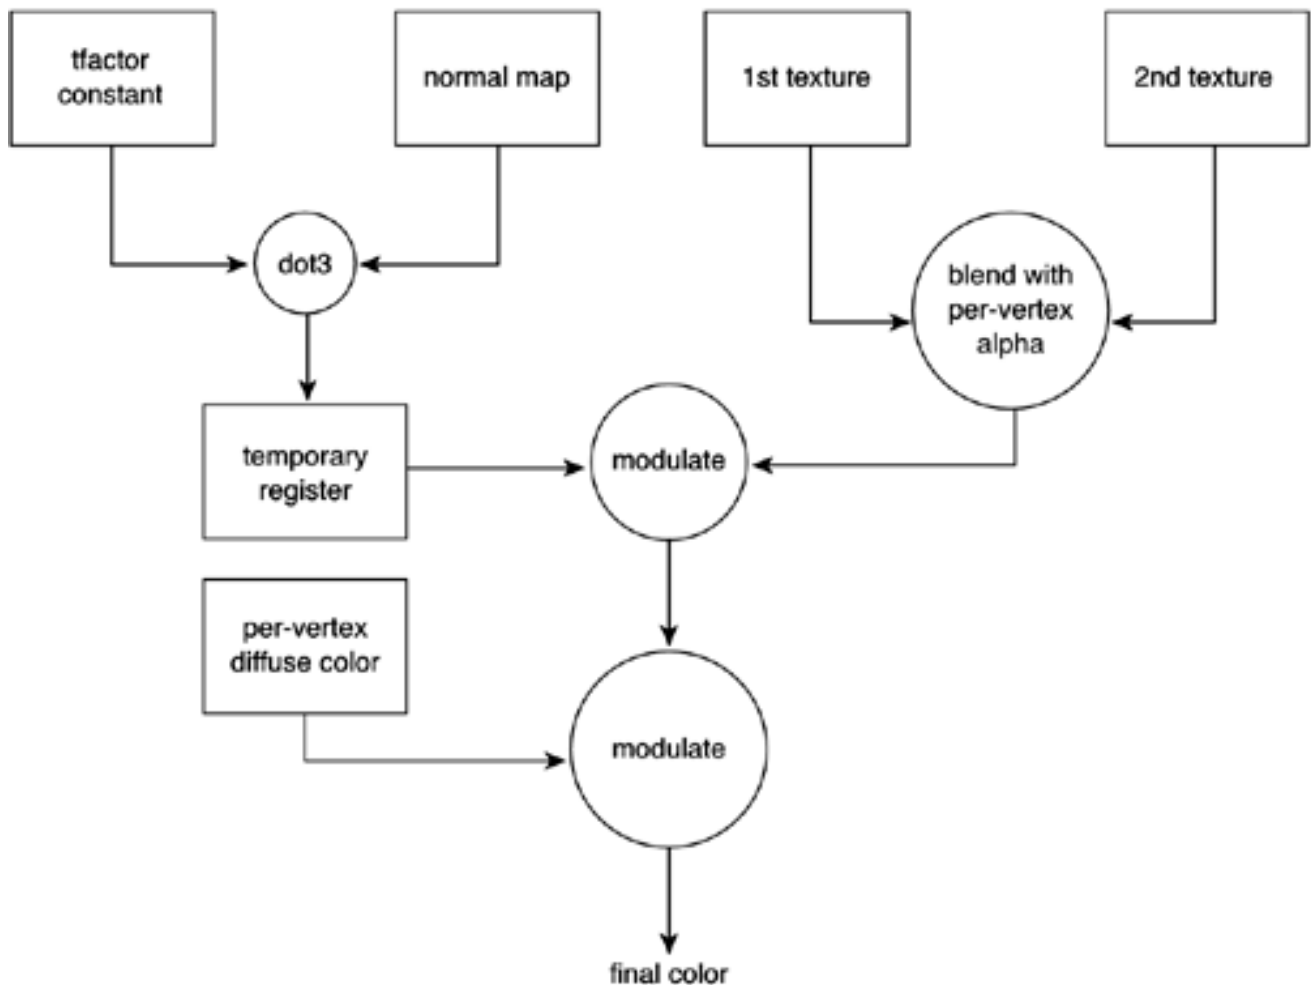 tfactor
constant
normal map
1st texture
2nd texture
dot3
blend with
per-vertex
alpha
temporary
register
modulate
per-vertex
diffuse color
modulate
final color